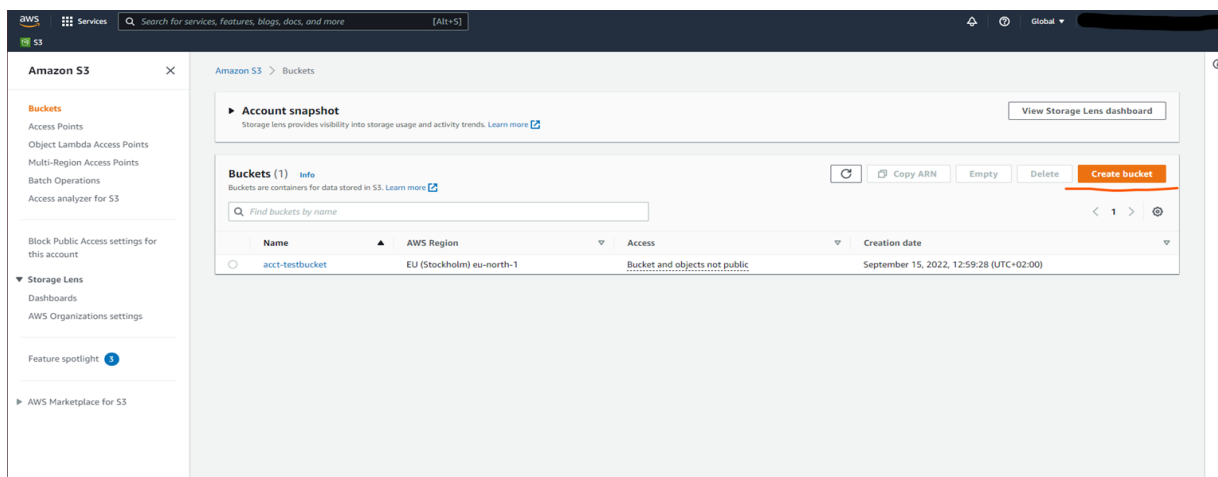 aws Services Search for services, features, blogs, docs, and more [Alt+S] Global
S3
Amazon S3
Buckets
Access Points
Object Lambda Access Points
Multi-Region Access Points
Batch Operations
Access analyzer for S3
Block Public Access settings for
this account
Storage Lens
Dashboards
AWS Organizations settings
Feature spotlight 3
AWS Marketplace for S3
Amazon S3 > Buckets
Account snapshot
Storage lens provides visibility into storage usage and activity trends. Learn more
View Storage Lens dashboard
Buckets (1) Info
Buckets are containers for data stored in S3. Learn more
Copy ARN Empty Delete Create bucket
Find buckets by name
< 1 >
Name AWS Region Access Creation date
acct-testbucket EU (Stockholm) eu-north-1 Bucket and objects not public September 15, 2022, 12:59:28 (UTC+02:00)